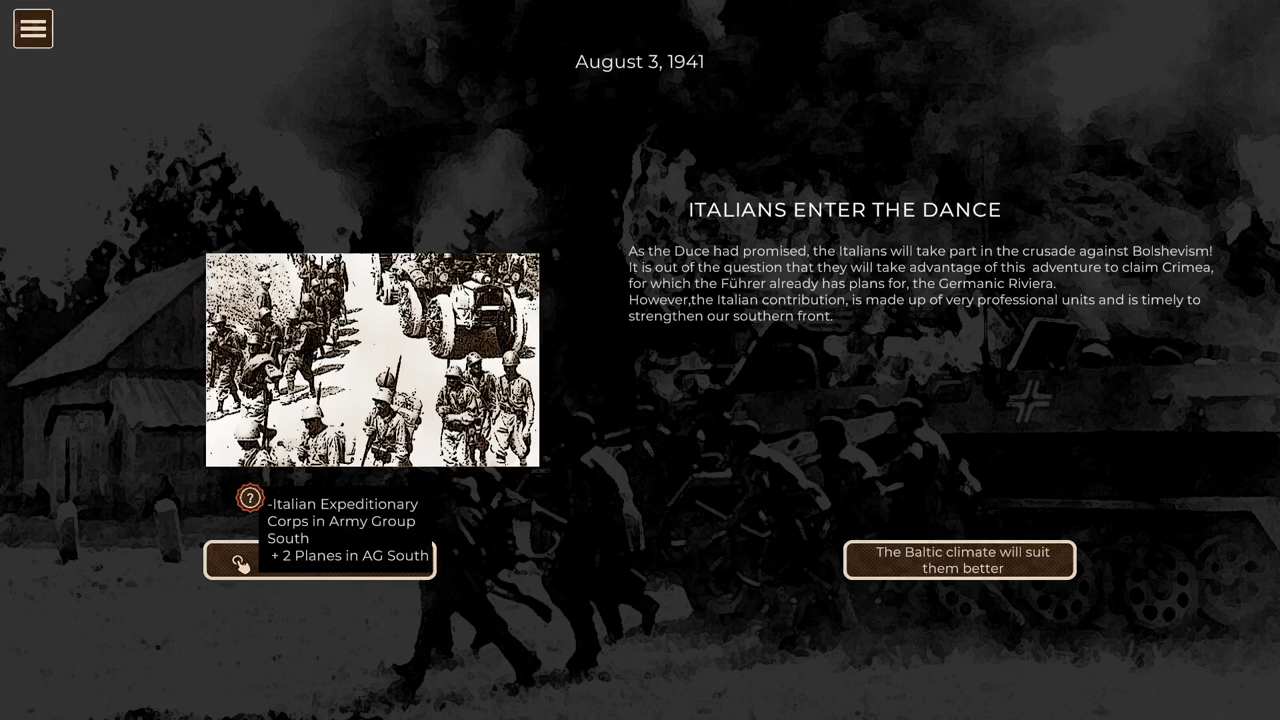 August 3, 1941
ITALIANS ENTER THE DANCE
As the Duce had promised, the Italians will take part in the crusade against Bolshevism!
It is out of the question that they will take advantage of this  adventure to claim Crimea,
for which the Führer already has plans for, the Germanic Riviera.
However,the Italian contribution, is made up of very professional units and is timely to
strengthen our southern front.
?
-Italian Expeditionary
Corps in Army Group
South
+ 2 Planes in AG South
The Baltic climate will suit
them better